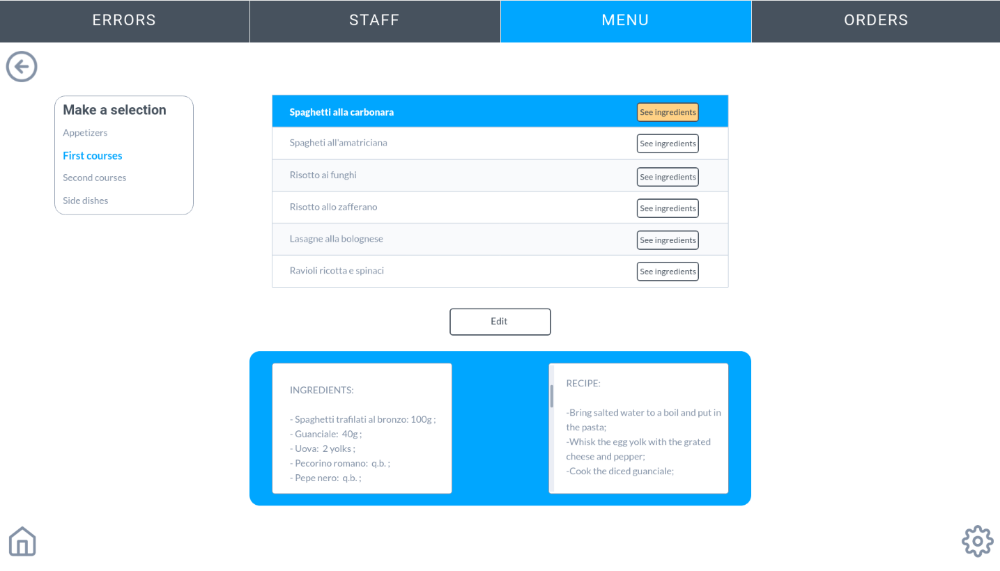 ERRORS
STAFF
MENU
ORDERS
Make a selection
Appetizers
First courses
Second courses
Side dishes
Spaghetti alla carbonara
See ingredients
Spagheti all'amatriciana
See ingredients
Risotto ai funghi
See ingredients
Risotto allo zafferano
See ingredients
Lasagne alla bolognese
See ingredients
Ravioli ricotta e spinaci
See ingredients
Edit
INGREDIENTS:
- Spaghetti trafilati al bronzo: 100g ;
- Guanciale:  40g ;
- Uova:  2 yolks ;
- Pecorino romano:  q.b. ;
- Pepe nero:  q.b. ;
RECIPE:
-Bring salted water to a boil and put in
the pasta;
-Whisk the egg yolk with the grated
cheese and pepper;
-Cook the diced guanciale;